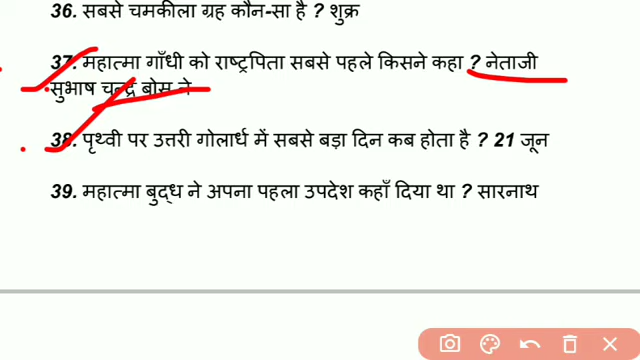 36. सबसे चमकीला ग्रह कौन-सा है ? शुक्र
37. महात्मा गाँधी को राष्ट्रपिता सबसे पहले किसने कहा ? नेताजी
सुभाष चन्द्र बोस ने
38. पृथ्वी पर उत्तरी गोलार्ध में सबसे बड़ा दिन कब होता है ? 21 जून
39. महात्मा बुद्ध ने अपना पहला उपदेश कहाँ दिया था ? सारनाथ